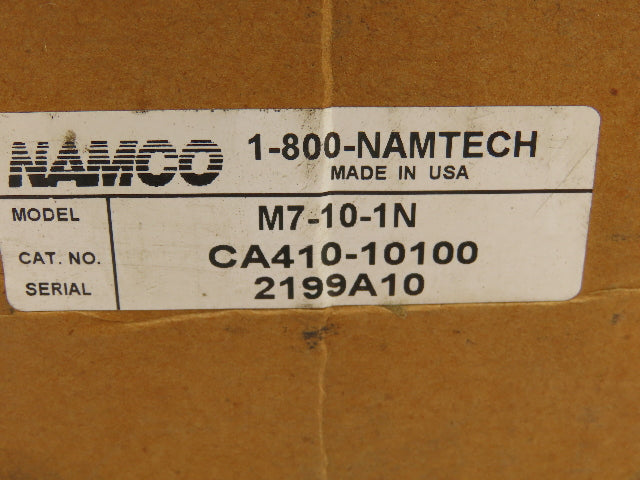 NAMCO 1-800-NAMTECH
MADE IN USA
MODEL M7-10-1N
CAT. NO. CA410-10100
SERIAL 2199A10